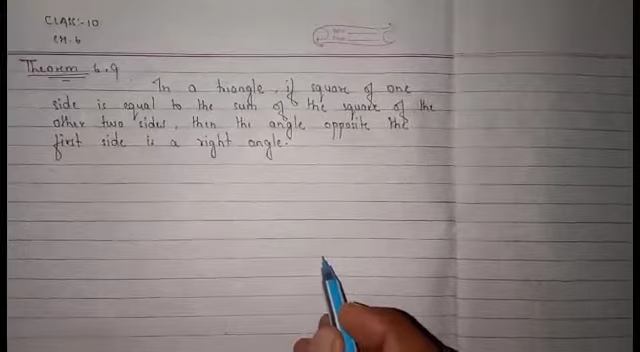 CLASS:- 10
CH. 6
Theorem 6.9
In a triangle, if square of one
side is equal to the sum of the square of the
other two sides, then the angle opposite the
first side is a right angle.